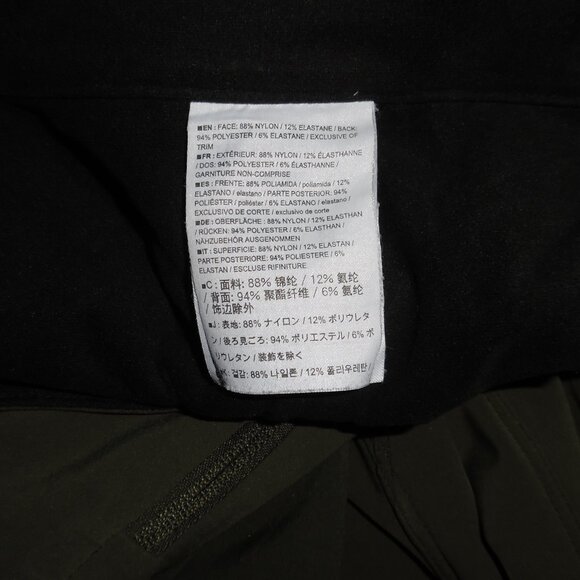 ■EN: FACE: 88% NYLON / 12% ELASTANE / BACK:
94% POLYESTER / 6% ELASTANE / EXCLUSIVE OF
TRIM
■FR: EXTÉRIEUR: 88% NYLON / 12% ÉLASTHANNE
/ DOS: 94% POLYESTER / 6% ÉLASTHANNE /
GARNITURE NON-COMPRISE
■ES: FRENTE: 88% POLIAMIDA / poliamida / 12%
ELASTANO / elastano / PARTE POSTERIOR: 94%
POLIÉSTER / poliéster / 6% ELASTANO / elastano /
EXCLUSIVO DE CORTE / exclusivo de corte
■DE: OBERFLÄCHE: 88% NYLON / 12% ELASTHAN
/ RÜCKEN: 94% POLYESTER / 6% ELASTHAN /
NÄHZUBEHÖR AUSGENOMMEN
■IT: SUPERFICIE: 88% NYLON / 12% ELASTAN /
PARTE POSTERIORE: 94% POLIESTERE / 6%
ELASTAN / ESCLUSE RIFINITURE
■C: 面料: 88% 锦纶 / 12% 氨纶
/ 背面: 94% 聚酯纤维 / 6% 氨纶
/ 饰边除外
■J: 表地: 88% ナイロン / 12% ポリウレタ
ン / 後ろ見ごろ: 94% ポリエステル / 6% ポ
リウレタン / 装飾を除く
■K: 겉감: 88% 나일론 / 12% 폴리우레탄 /